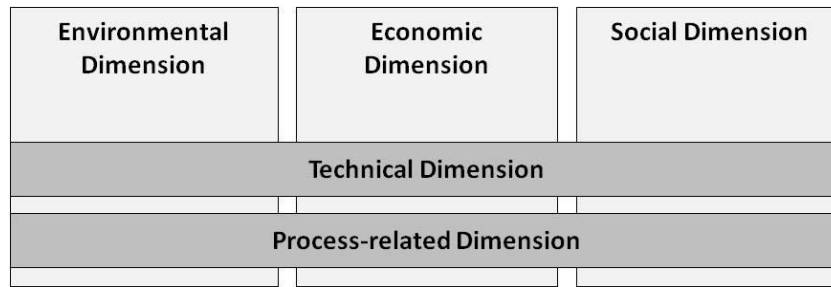 Environmental
Dimension
Economic
Dimension
Social Dimension
Technical Dimension
Process-related Dimension